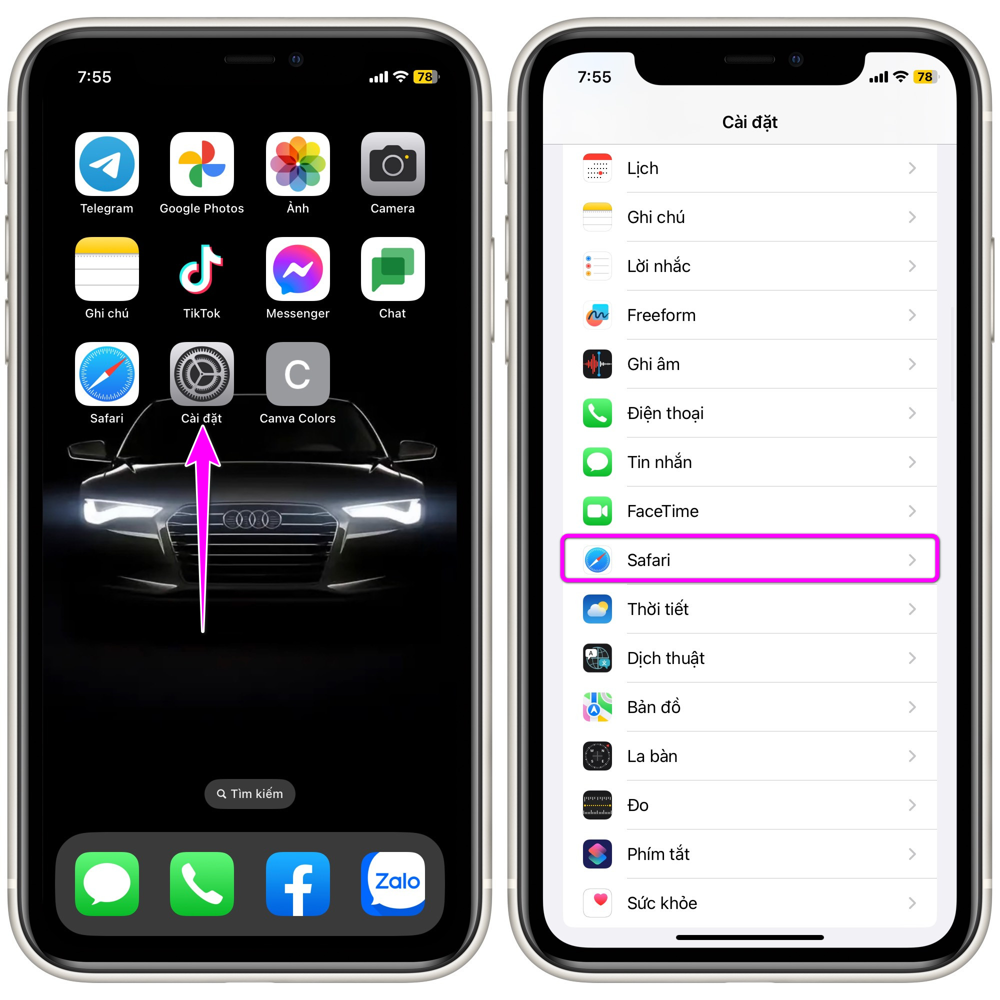 7:55
78
Telegram
Google Photos
Ảnh
Camera
Ghi chú
TikTok
Messenger
Chat
C
Safari
Cài đặt
Canva Colors
Tìm kiếm
Zalo
7:55
78
Cài đặt
Lịch
Ghi chú
Lời nhắc
Freeform
Ghi âm
Điện thoại
Tin nhắn
FaceTime
Safari
Thời tiết
A
文
Dịch thuật
Bản đồ
W N
S E
La bàn
Đo
Phím tắt
Sức khỏe